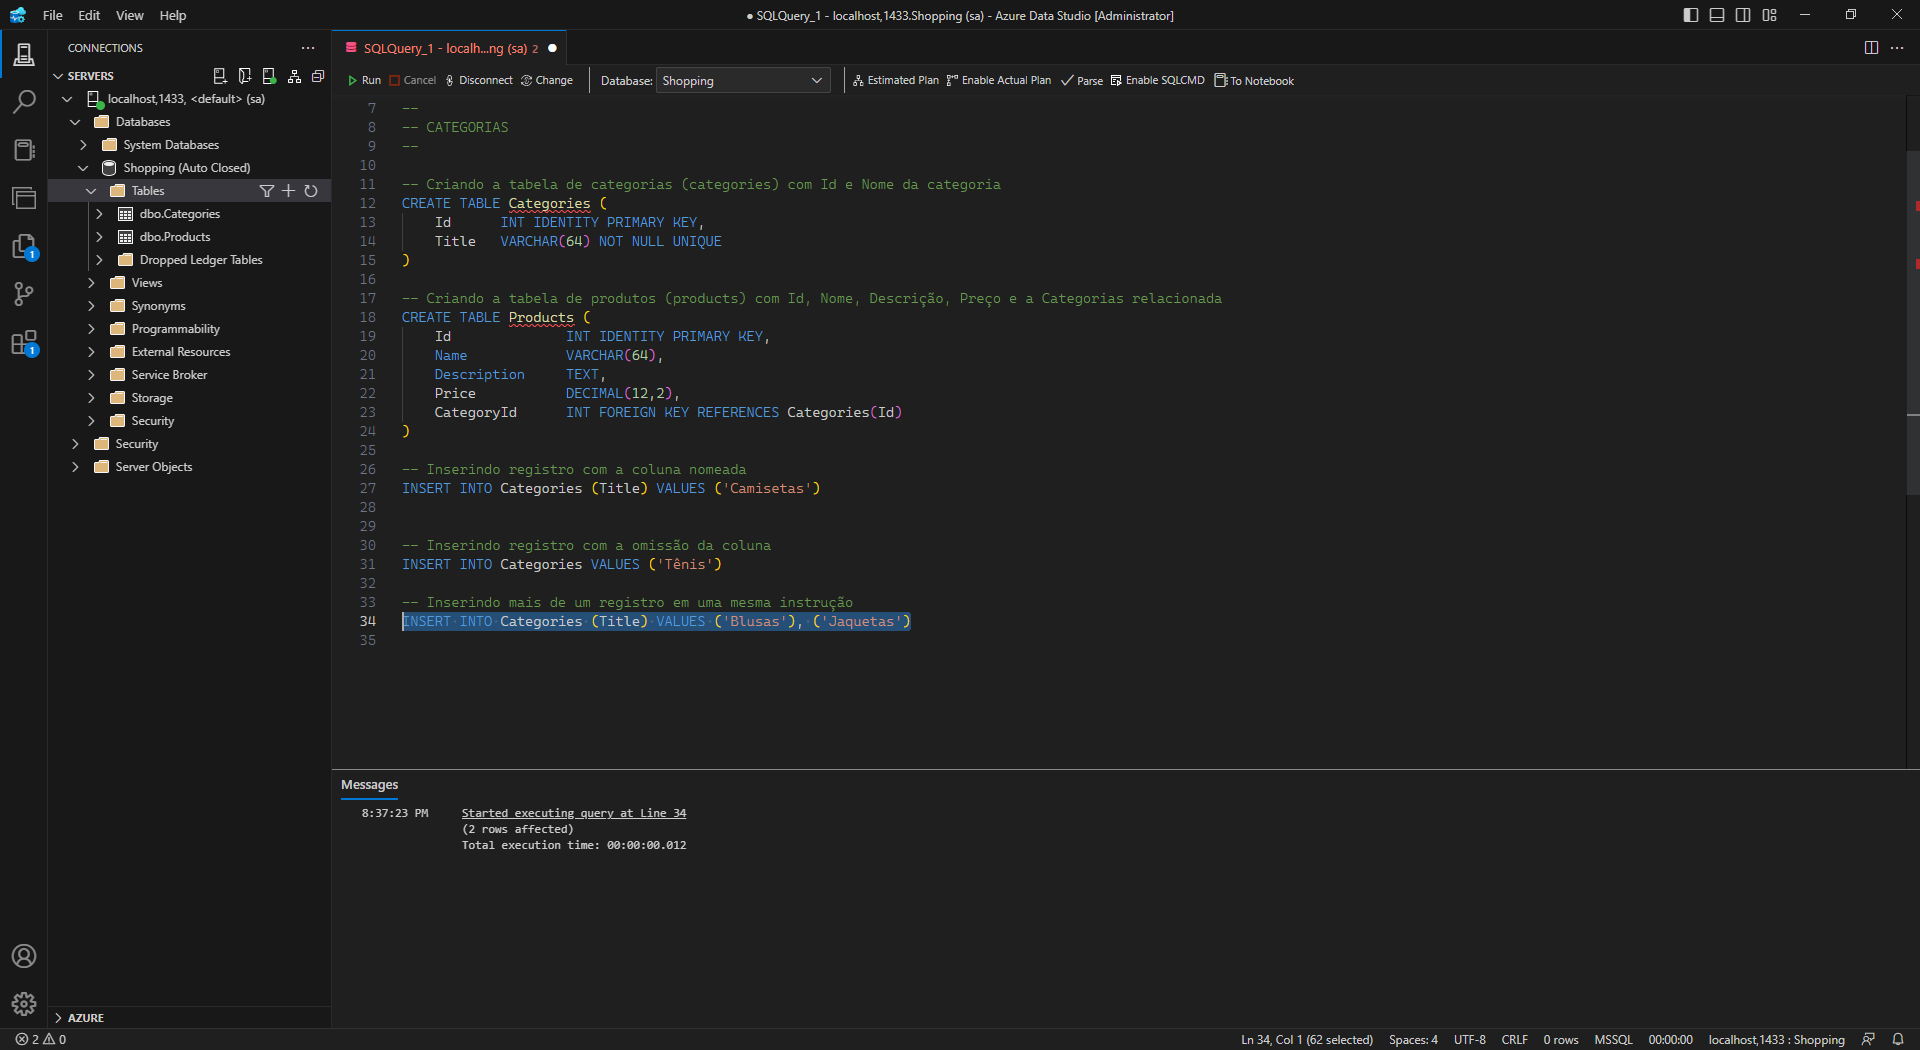 File Edit View Help
● SQLQuery_1 - localhost,1433.Shopping (sa) - Azure Data Studio [Administrator]
CONNECTIONS
SERVERS
localhost,1433, <default> (sa)
Databases
System Databases
Shopping (Auto Closed)
Tables
dbo.Categories
dbo.Products
Dropped Ledger Tables
Views
Synonyms
Programmability
External Resources
Service Broker
Storage
Security
Security
Server Objects
AZURE
1
1
SQLQuery_1 - localh...ng (sa) 2 ●
Run Cancel Disconnect Change Database: Shopping Estimated Plan Enable Actual Plan Parse Enable SQLCMD To Notebook
7 --
8 -- CATEGORIAS
9 --
10
11 -- Criando a tabela de categorias (categories) com Id e Nome da categoria
12 CREATE TABLE Categories (
13 Id INT IDENTITY PRIMARY KEY,
14 Title VARCHAR(64) NOT NULL UNIQUE
15 )
16
17 -- Criando a tabela de produtos (products) com Id, Nome, Descrição, Preço e a Categorias relacionada
18 CREATE TABLE Products (
19 Id INT IDENTITY PRIMARY KEY,
20 Name VARCHAR(64),
21 Description TEXT,
22 Price DECIMAL(12,2),
23 CategoryId INT FOREIGN KEY REFERENCES Categories(Id)
24 )
25
26 -- Inserindo registro com a coluna nomeada
27 INSERT INTO Categories (Title) VALUES ('Camisetas')
28
29
30 -- Inserindo registro com a omissão da coluna
31 INSERT INTO Categories VALUES ('Tênis')
32
33 -- Inserindo mais de um registro em uma mesma instrução
34 INSERT INTO Categories (Title) VALUES ('Blusas'), ('Jaquetas')
35
Messages
8:37:23 PM Started executing query at Line 34
(2 rows affected)
Total execution time: 00:00:00.012
2 0 Ln 34, Col 1 (62 selected) Spaces: 4 UTF-8 CRLF 0 rows MSSQL 00:00:00 localhost,1433 : Shopping